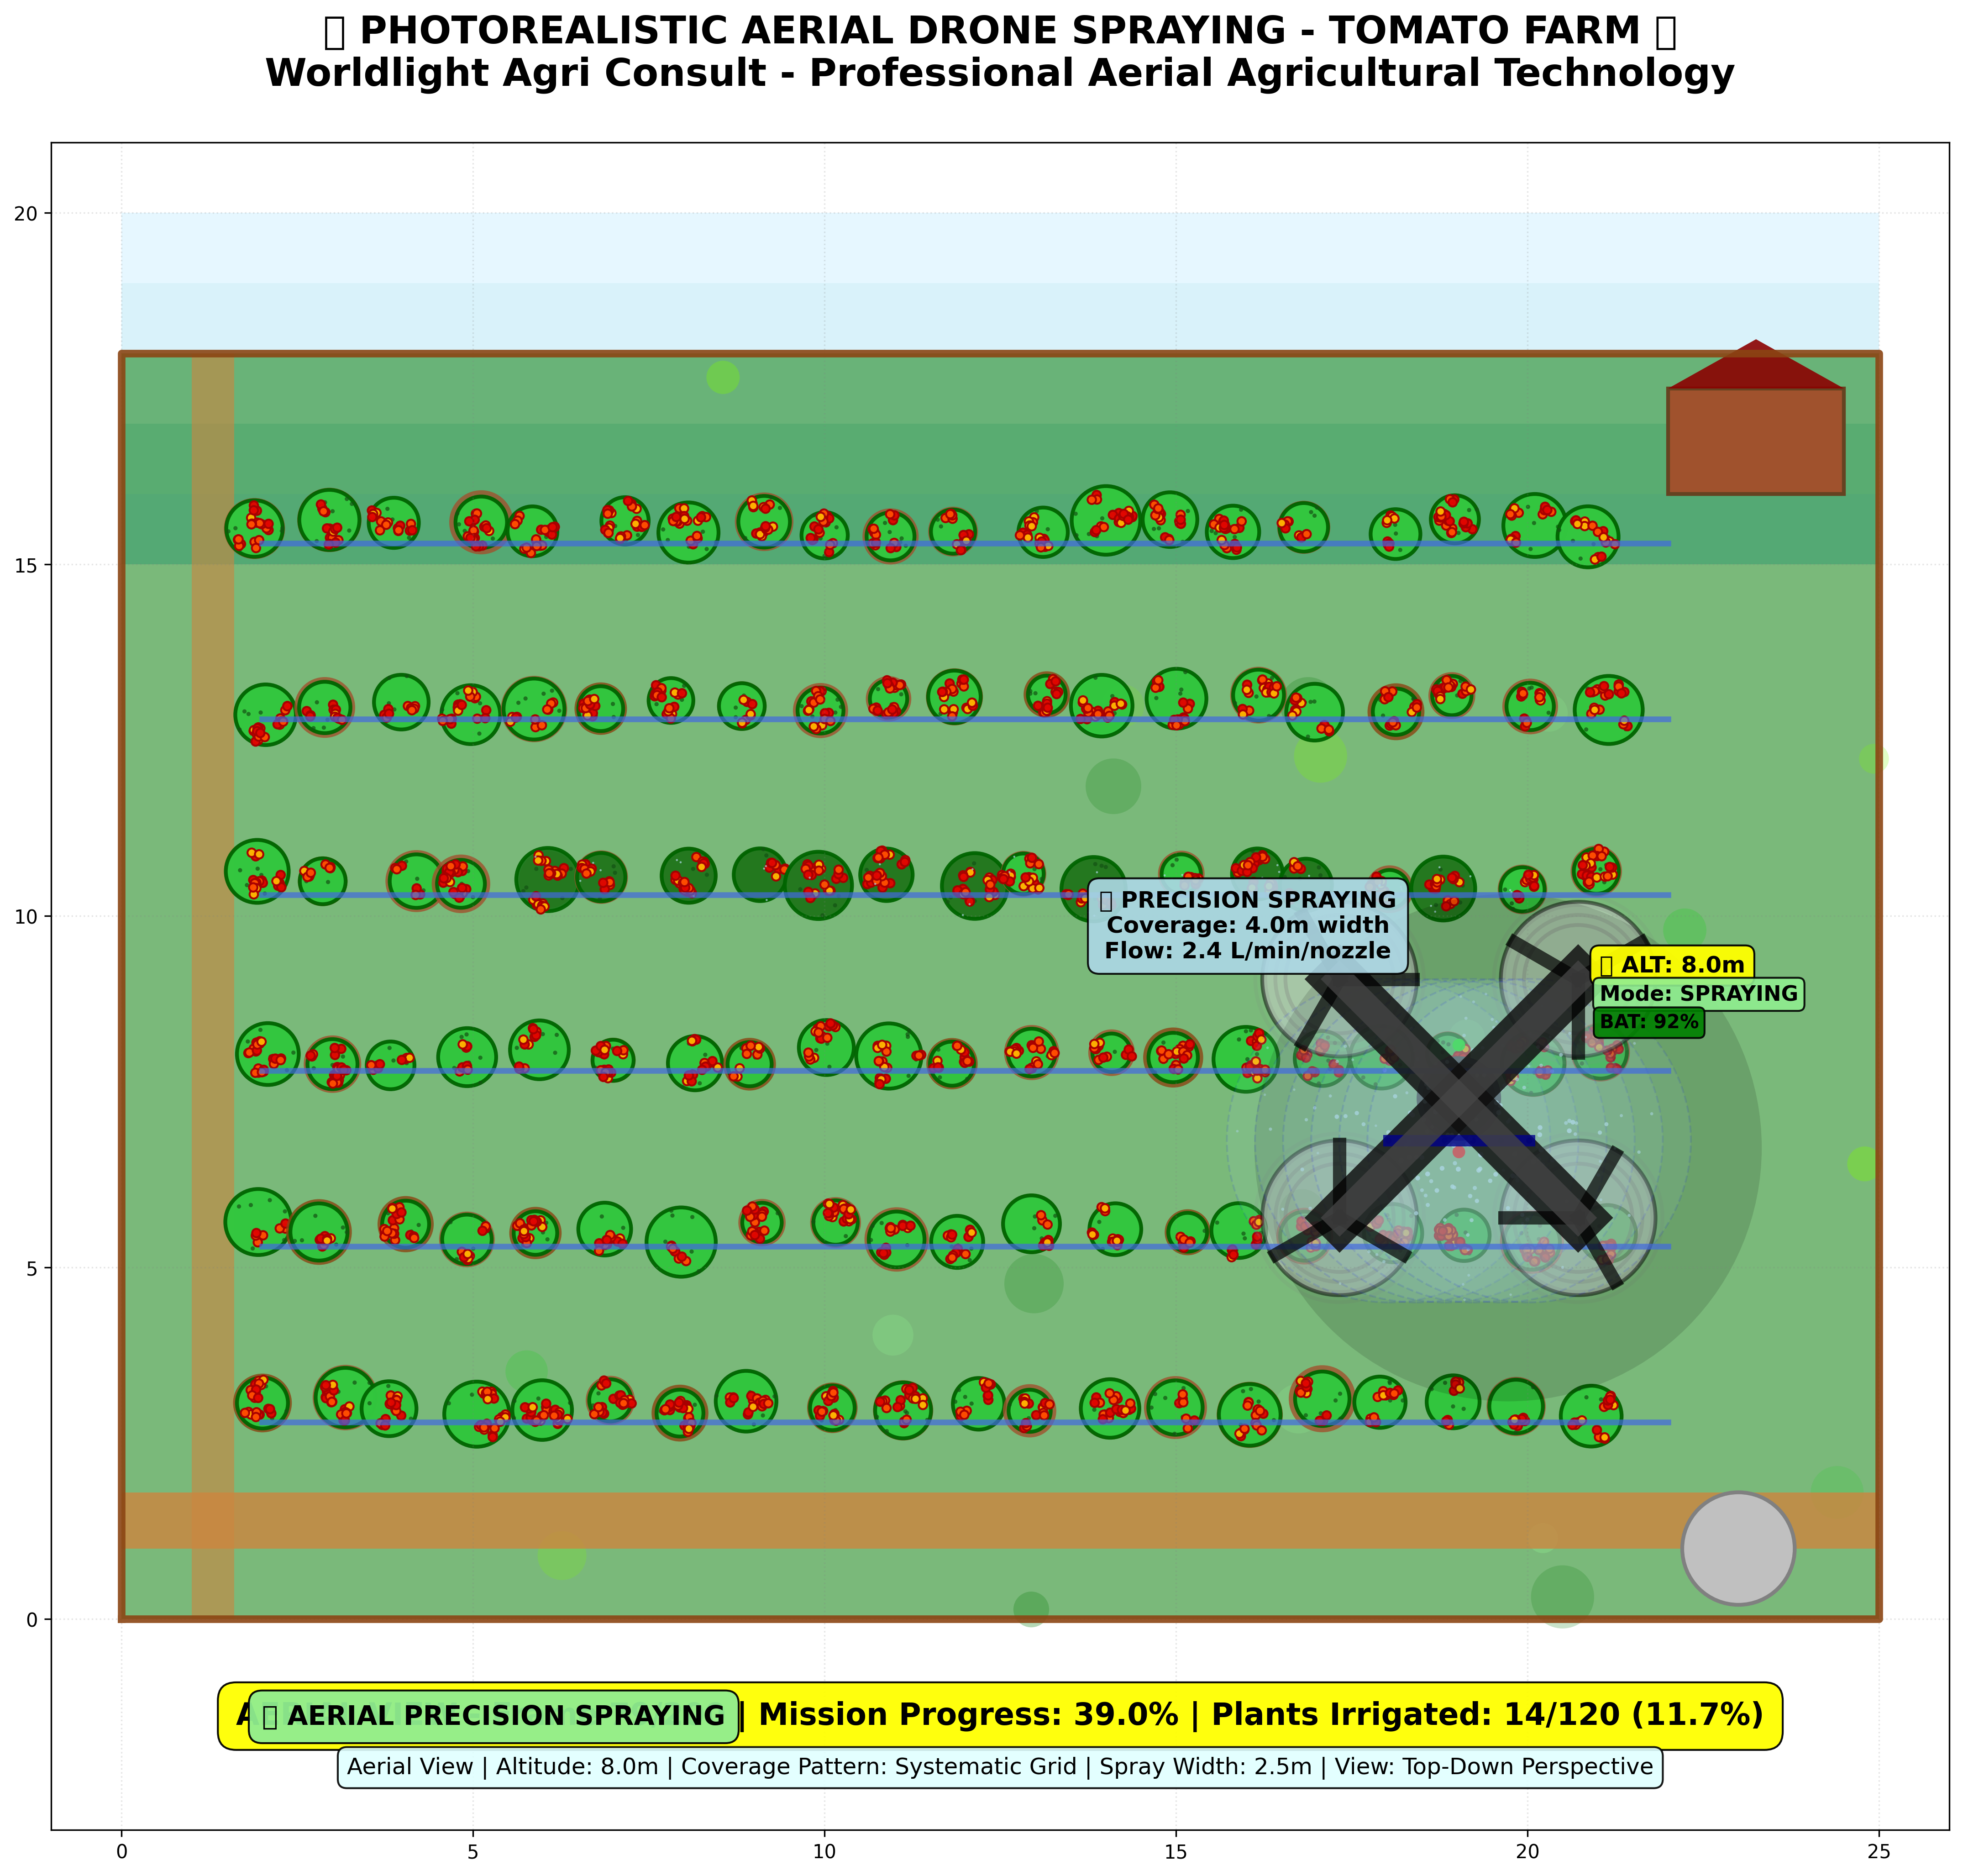 PHOTOREALISTIC AERIAL DRONE SPRAYING - TOMATO FARM
Worldlight Agri Consult - Professional Aerial Agricultural Technology
20
15
10
5
0
PRECISION SPRAYING
Coverage: 4.0m width
Flow: 2.4 L/min/nozzle
ALT: 8.0m
Mode: SPRAYING
BAT: 92%
AERIAL PRECISION SPRAYING | Mission Progress: 39.0% | Plants Irrigated: 14/120 (11.7%)
Aerial View | Altitude: 8.0m | Coverage Pattern: Systematic Grid | Spray Width: 2.5m | View: Top-Down Perspective
0 5 10 15 20 25